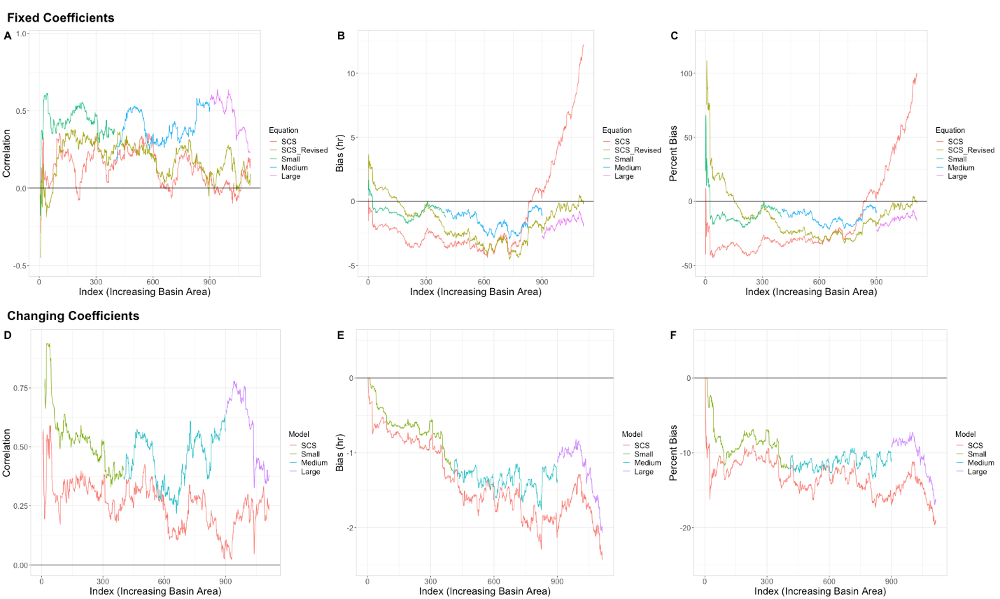 Fixed Coefficients
A
1.0
0.5
0.0
-0.5
Correlation
0
300
600
900
Index (Increasing Basin Area)
Equation
SCS
SCS_Revised
Small
Medium
Large
B
10
5
0
-5
Bias (hr)
0
300
600
900
Index (Increasing Basin Area)
Equation
SCS
SCS_Revised
Small
Medium
Large
C
100
50
0
-50
Percent Bias
0
300
600
900
Index (Increasing Basin Area)
Equation
SCS
SCS_Revised
Small
Medium
Large
Changing Coefficients
D
0.75
0.50
0.25
0.00
Correlation
0
300
600
900
Index (Increasing Basin Area)
Model
SCS
Small
Medium
Large
E
0
-1
-2
Bias (hr)
0
300
600
900
Index (Increasing Basin Area)
Model
SCS
Small
Medium
Large
F
0
-10
-20
Percent Bias
0
300
600
900
Index (Increasing Basin Area)
Model
SCS
Small
Medium
Large